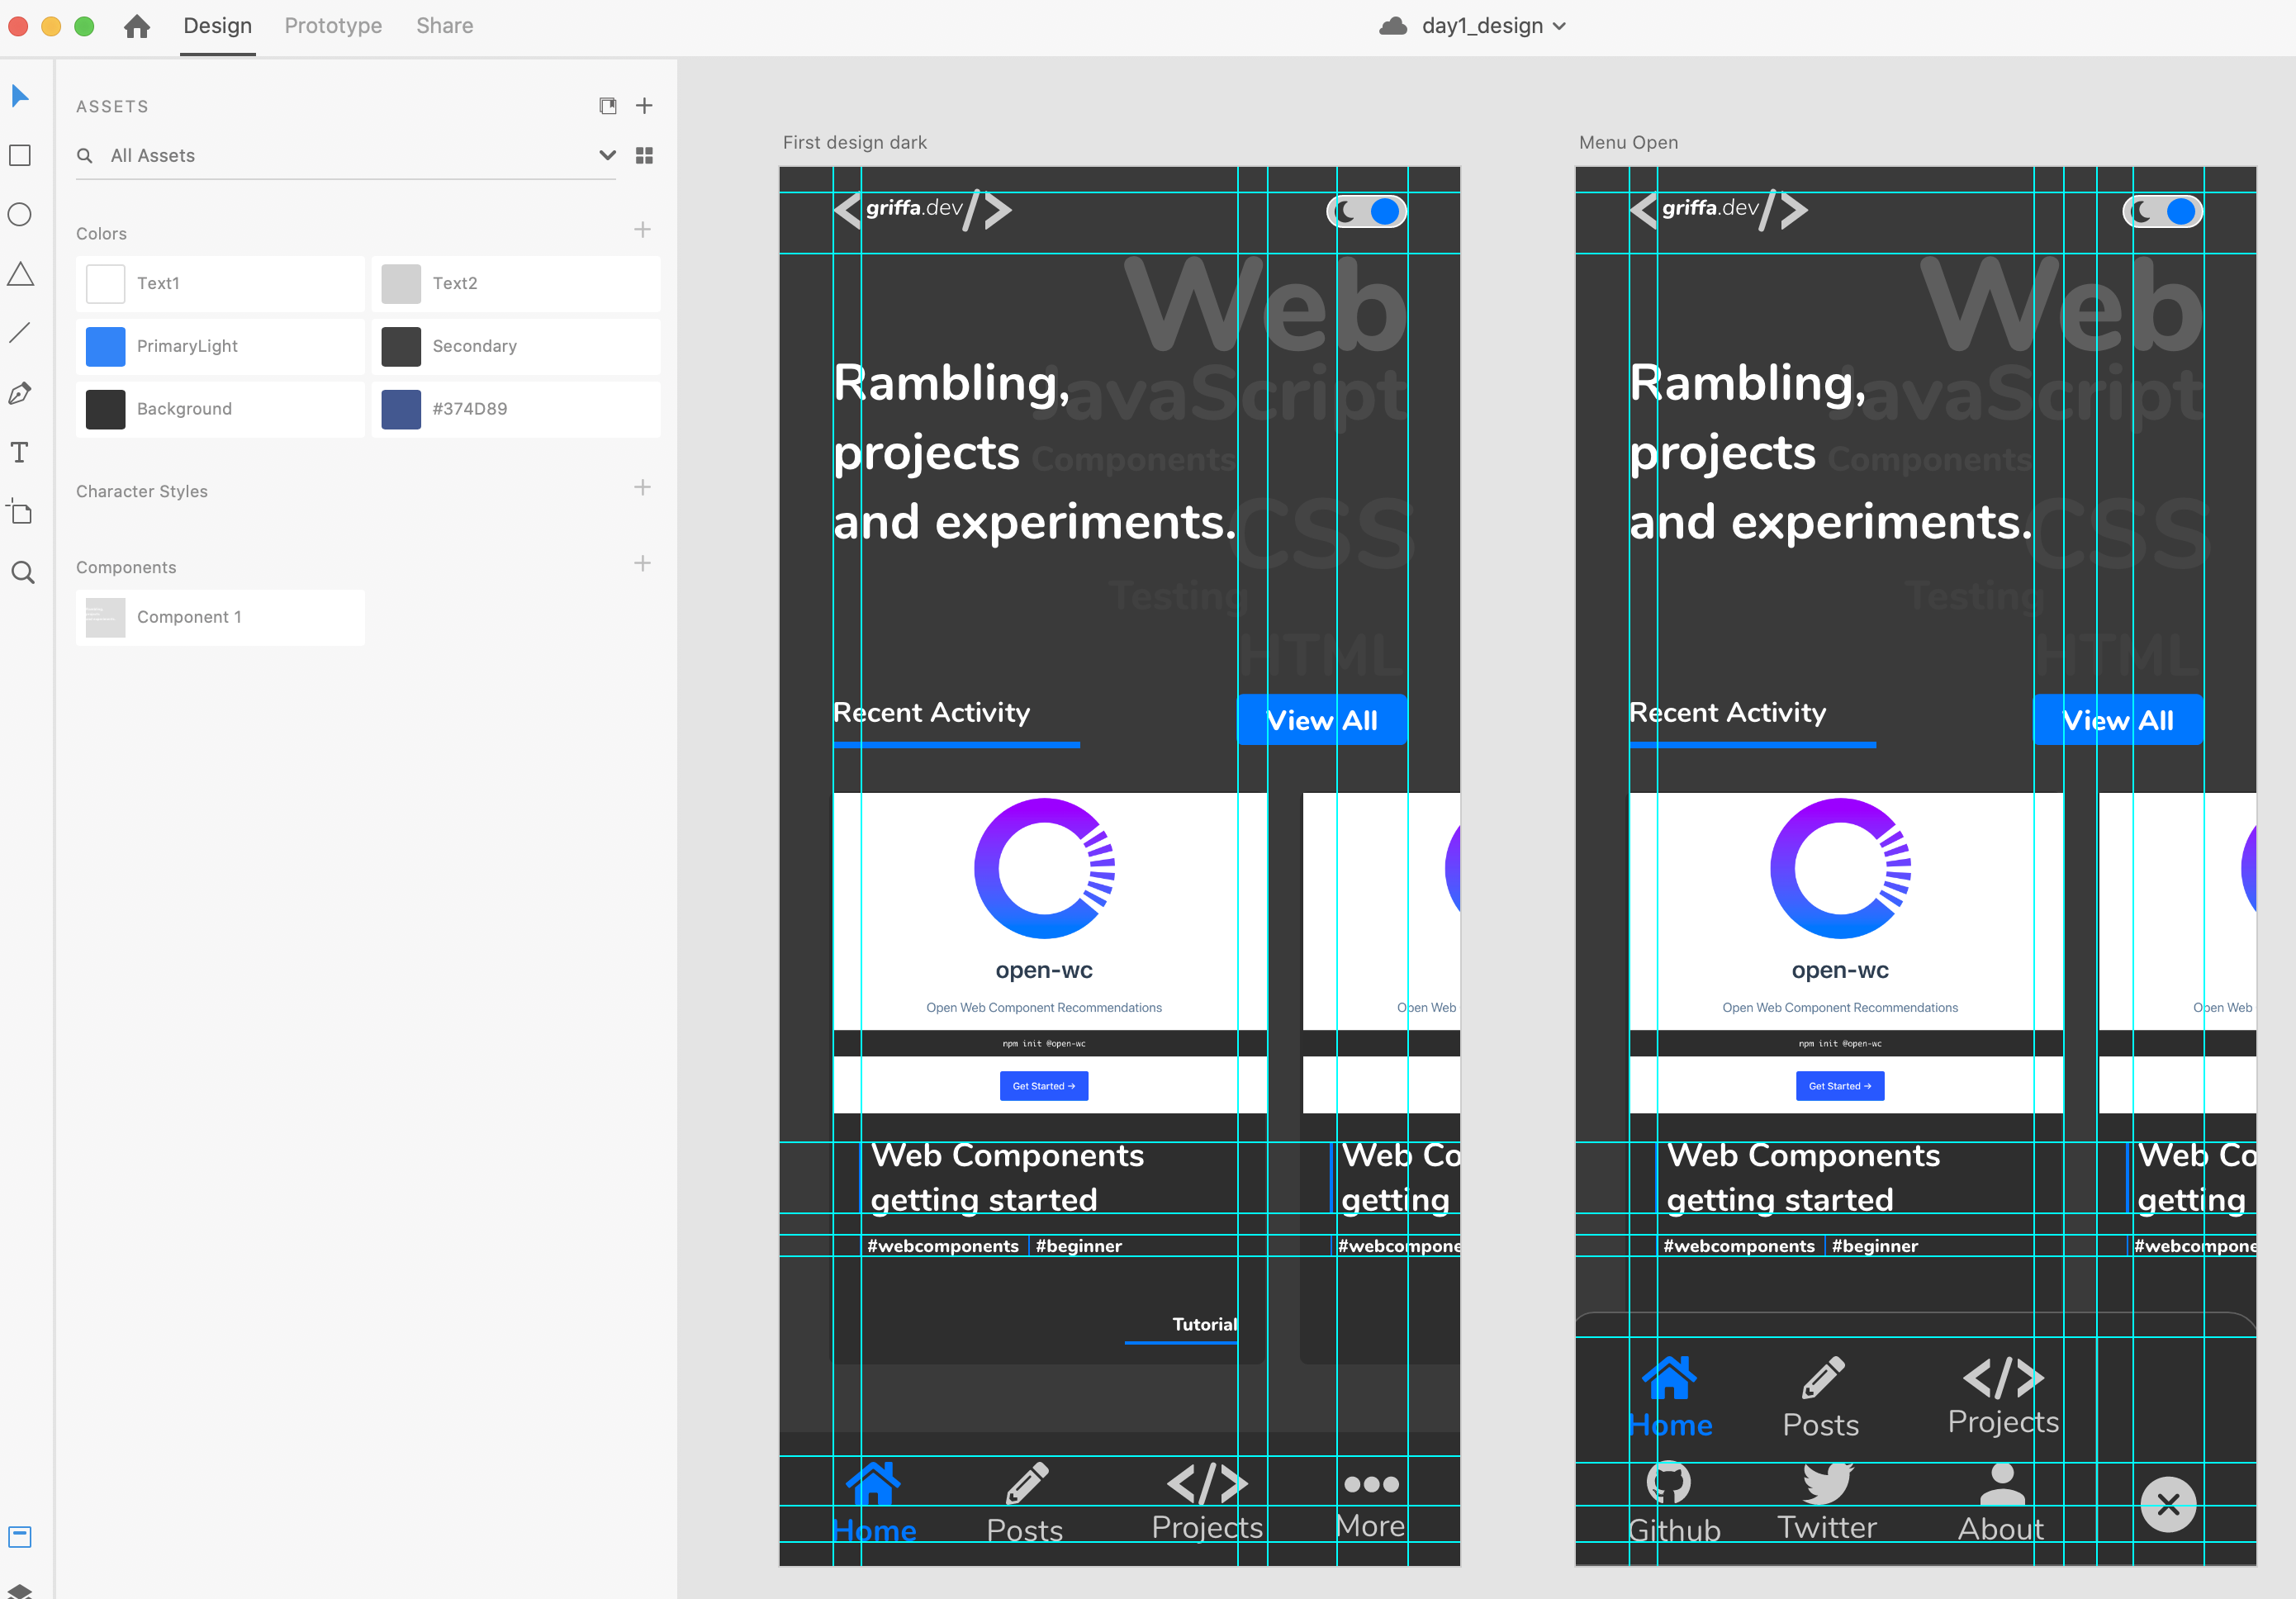 Design
Prototype
Share
day1_design
ASSETS
All Assets
Colors
Text1
Text2
PrimaryLight
Secondary
Background
#374D89
Character Styles
Components
Component 1
First design dark
griffa.dev
Web
JavaScript
Components
CSS
Testing
HTML
Rambling,
projects
and experiments.
Recent Activity
View All
open-wc
Open Web Component Recommendations
npm init @open-wc
Get Started →
Open Web
Web Components
getting started
#webcomponents
#beginner
Tutorial
Web Co
getting
#webcompone
Home
Posts
Projects
More
Menu Open
griffa.dev
Web
JavaScript
Components
CSS
Testing
HTML
Rambling,
projects
and experiments.
Recent Activity
View All
open-wc
Open Web Component Recommendations
npm init @open-wc
Get Started →
Open Web
Web Components
getting started
#webcomponents
#beginner
Web Co
getting
#webcompone
Home
Posts
Projects
Github
Twitter
About